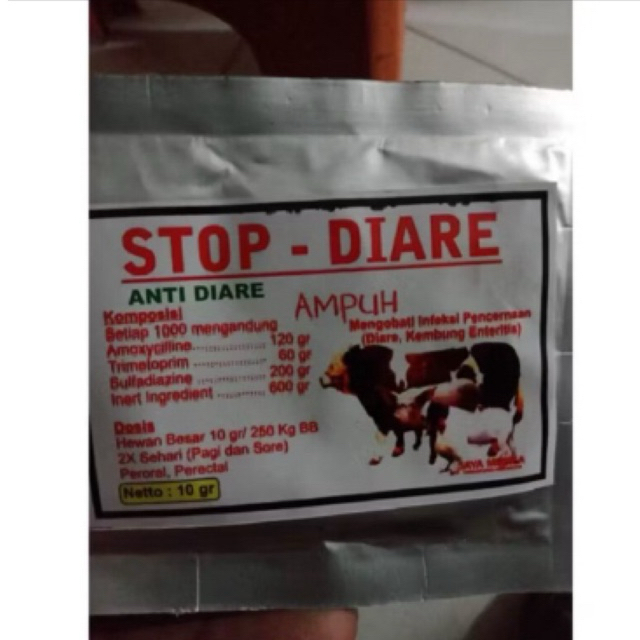 STOP - DIARE
ANTI DIARE
AMPUH
Komposisi
Setiap 1000 mengandung
Amoxycilline 120 gr
Trimetoprim 60 gr
Sulfadiazine 200 gr
Inert Ingredient 600 gr
Mengobati Infeksi Pencernaan
(Diare, Kembung Enteritis)
Dosis
Hewan Besar 10 gr/ 250 Kg BB
2X Sehari (Pagi dan Sore)
Peroral, Perectal
Netto : 10 gr